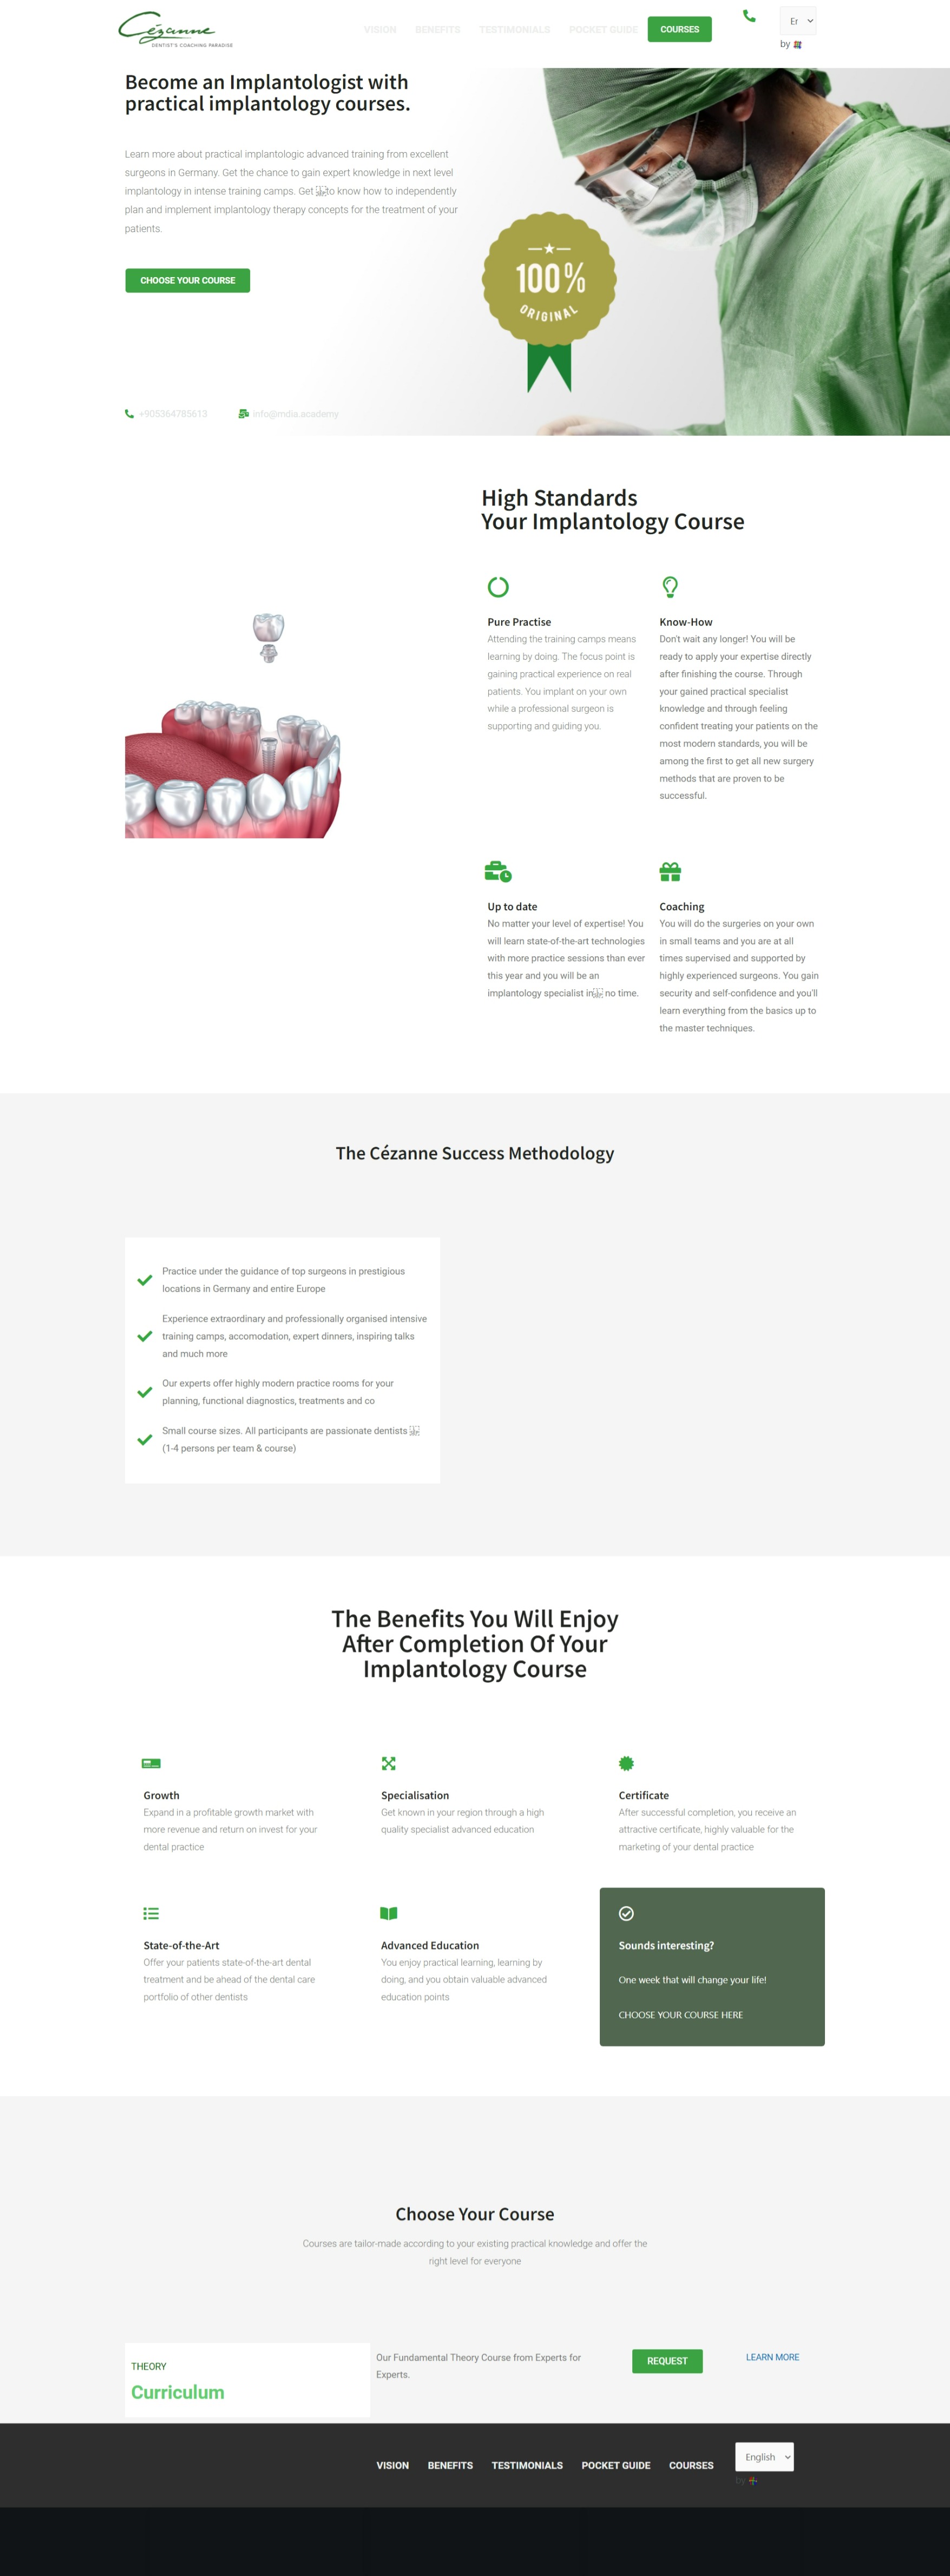 Cézanne
DENTIST'S COACHING PARADISE
VISION BENEFITS TESTIMONIALS POCKET GUIDE COURSES
by
Become an Implantologist with
practical implantology courses.
Learn more about practical implantologic advanced training from excellent
surgeons in Germany. Get the chance to gain expert knowledge in next level
implantology in intense training camps. Get to know how to independently
plan and implement implantology therapy concepts for the treatment of your
patients.
CHOOSE YOUR COURSE
100%
ORIGINAL
+905364785613 info@imdia.academy
High Standards
Your Implantology Course
Pure Practise
Attending the training camps means
learning by doing. The focus point is
gaining practical experience on real
patients. You implant on your own
while a professional surgeon is
supporting and guiding you.
Know-How
Don't wait any longer! You will be
ready to apply your expertise directly
after finishing the course. Through
your gained practical specialist
knowledge and through feeling
confident treating your patients on the
most modern standards, you will be
among the first to get all new surgery
methods that are proven to be
successful.
Up to date
No matter your level of expertise! You
will learn state-of-the-art technologies
with more practice sessions than ever
this year and you will be an
implantology specialist in no time.
Coaching
You will do the surgeries on your own
in small teams and you are at all
times supervised and supported by
highly experienced surgeons. You gain
security and self-confidence and you'll
learn everything from the basics up to
the master techniques.
The Cézanne Success Methodology
Practice under the guidance of top surgeons in prestigious
locations in Germany and entire Europe
Experience extraordinary and professionally organised intensive
training camps, accomodation, expert dinners, inspiring talks
and much more
Our experts offer highly modern practice rooms for your
planning, functional diagnostics, treatments and co
Small course sizes. All participants are passionate dentists
(1-4 persons per team & course)
The Benefits You Will Enjoy
After Completion Of Your
Implantology Course
Growth
Expand in a profitable growth market with
more revenue and return on invest for your
dental practice
Specialisation
Get known in your region through a high
quality specialist advanced education
Certificate
After successful completion, you receive an
attractive certificate, highly valuable for the
marketing of your dental practice
State-of-the-Art
Offer your patients state-of-the-art dental
treatment and be ahead of the dental care
portfolio of other dentists
Advanced Education
You enjoy practical learning, learning by
doing, and you obtain valuable advanced
education points
Sounds interesting?
One week that will change your life!
CHOOSE YOUR COURSE HERE
Choose Your Course
Courses are tailor-made according to your existing practical knowledge and offer the
right level for everyone
THEORY
Curriculum
Our Fundamental Theory Course from Experts for
Experts.
REQUEST
LEARN MORE
VISION BENEFITS TESTIMONIALS POCKET GUIDE COURSES
English
by